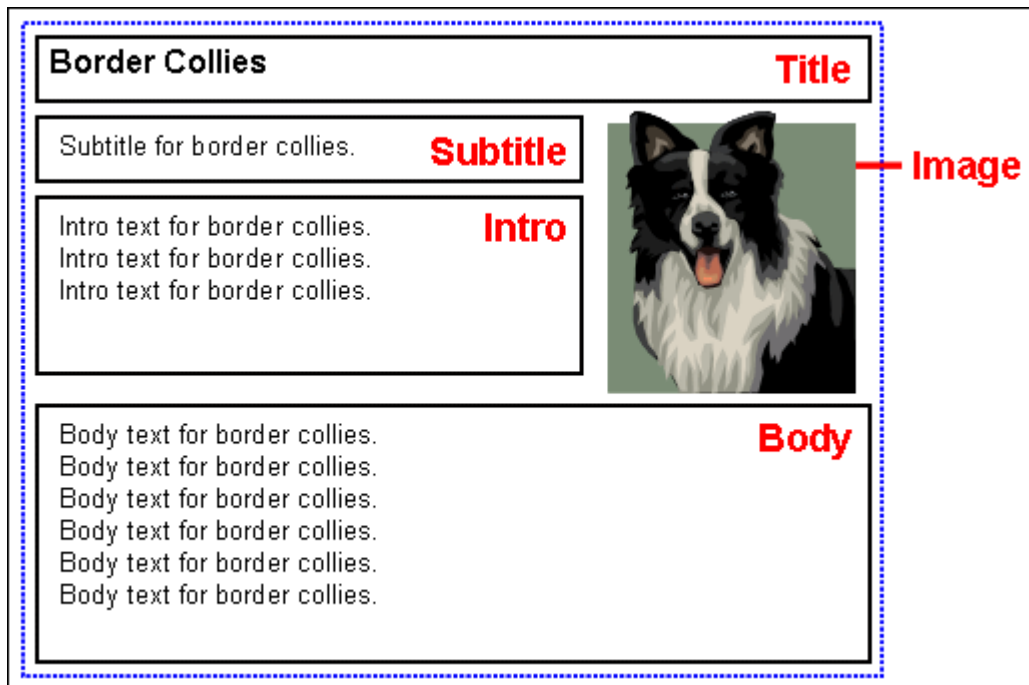 Border Collies
Title
Subtitle for border collies.
Subtitle
Image
Intro text for border collies.
Intro
Intro text for border collies.
Intro text for border collies.
Body text for border collies.
Body
Body text for border collies.
Body text for border collies.
Body text for border collies.
Body text for border collies.
Body text for border collies.